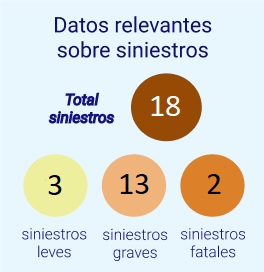 Datos relevantes
sobre siniestros
Total
siniestros
18
3
13
2
siniestros
leves
siniestros
graves
siniestros
fatales